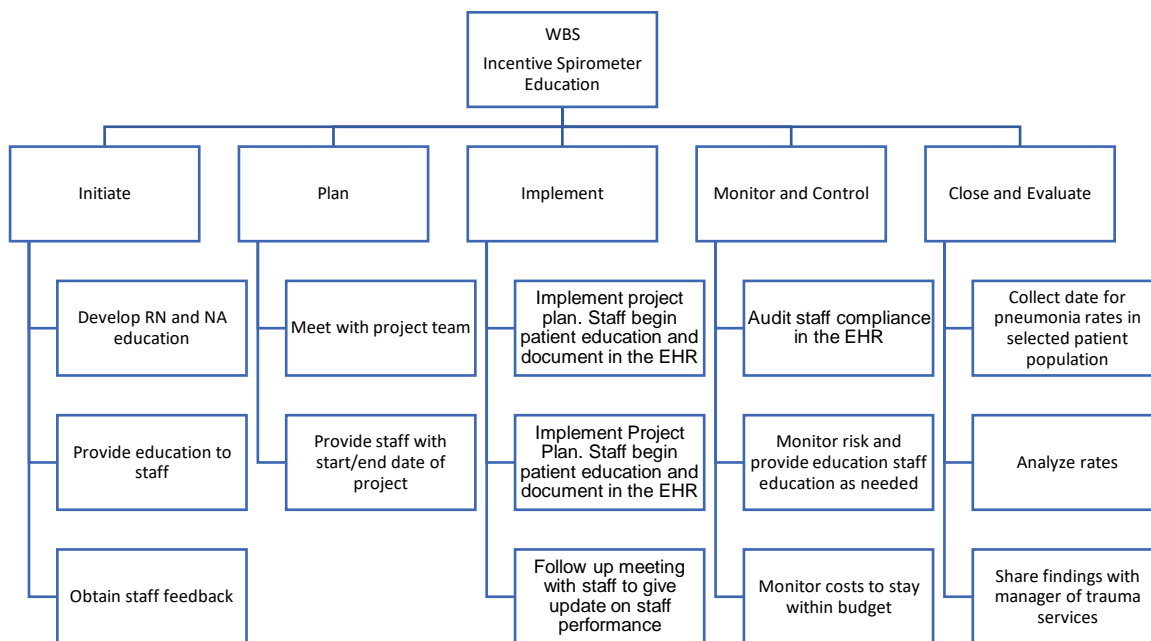 WBS
Incentive Spirometer
Education
Initiate
Plan
Implement
Monitor and Control
Close and Evaluate
Develop RN and NA
education
Meet with project team
Implement project
plan. Staff begin
patient education and
document in the EHR
Audit staff compliance
in the EHR
Collect date for
pneumonia rates in
selected patient
population
Provide education to
staff
Provide staff with
start/end date of
project
Implement Project
Plan. Staff begin
patient education and
document in the EHR
Monitor risk and
provide education staff
education as needed
Analyze rates
Obtain staff feedback
Follow up meeting
with staff to give
update on staff
performance
Monitor costs to stay
within budget
Share findings with
manager of trauma
services